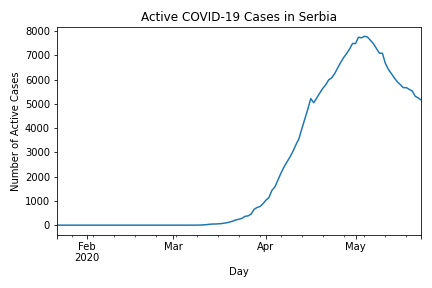 Active COVID-19 Cases in Serbia
Number of Active Cases
8000
7000
6000
5000
4000
3000
2000
1000
0
Feb Mar Apr May
2020
Day